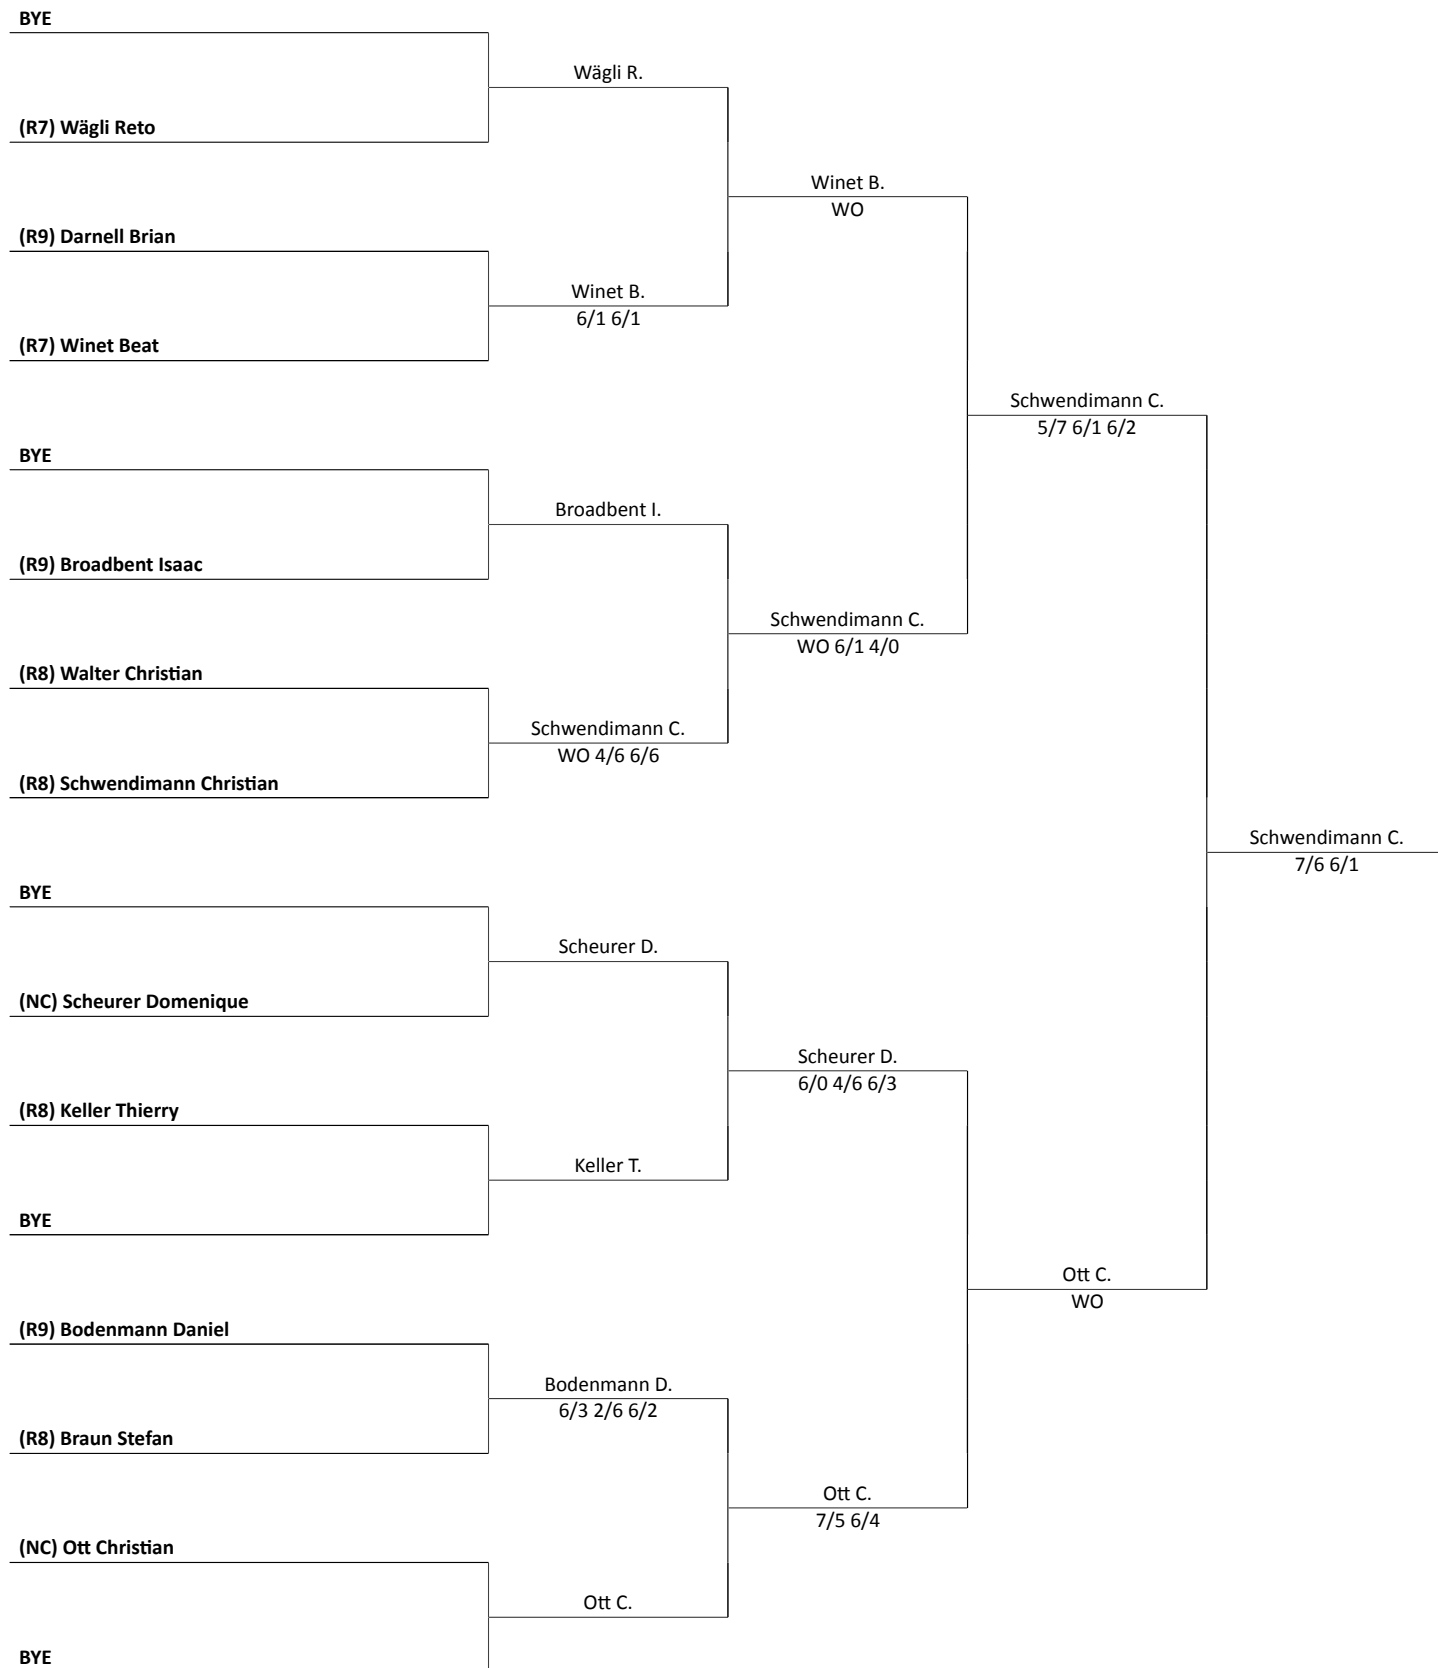 BYE
Wägli R.
(R7) Wägli Reto
Winet B.
WO
(R9) Darnell Brian
Winet B.
6/1 6/1
(R7) Winet Beat
Schwendimann C.
5/7 6/1 6/2
BYE
Broadbent I.
(R9) Broadbent Isaac
Schwendimann C.
WO 6/1 4/0
(R8) Walter Christian
Schwendimann C.
WO 4/6 6/6
(R8) Schwendimann Christian
Schwendimann C.
7/6 6/1
BYE
Scheurer D.
(NC) Scheurer Domenique
Scheurer D.
6/0 4/6 6/3
(R8) Keller Thierry
Keller T.
BYE
Ott C.
WO
(R9) Bodenmann Daniel
Bodenmann D.
6/3 2/6 6/2
(R8) Braun Stefan
Ott C.
7/5 6/4
(NC) Ott Christian
Ott C.
BYE